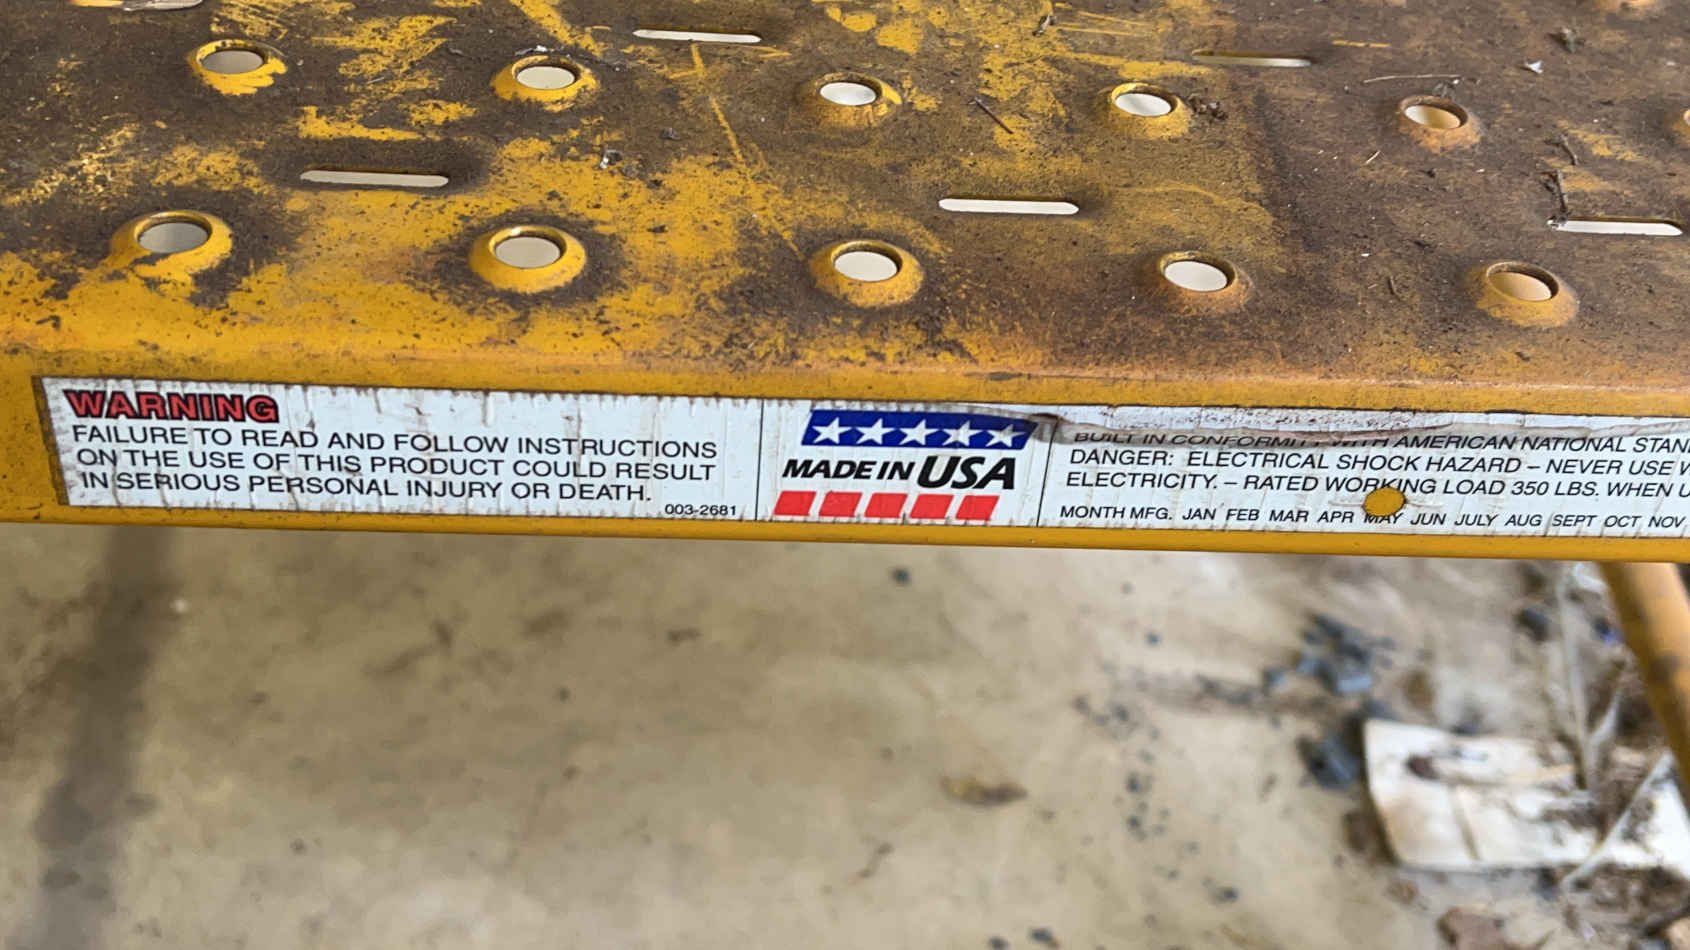 WARNING
FAILURE TO READ AND FOLLOW INSTRUCTIONS
ON THE USE OF THIS PRODUCT COULD RESULT
IN SERIOUS PERSONAL INJURY OR DEATH.
003-2681
MADE IN USA
BUILT IN CONFORMITY WITH AMERICAN NATIONAL
DANGER: ELECTRICAL SHOCK HAZARD – NEVER USE
ELECTRICITY. – RATED WORKING LOAD 350 LBS. WHEN
MONTH MFG. JAN FEB MAR APR MAY JUN JULY AUG SEPT OCT NOV